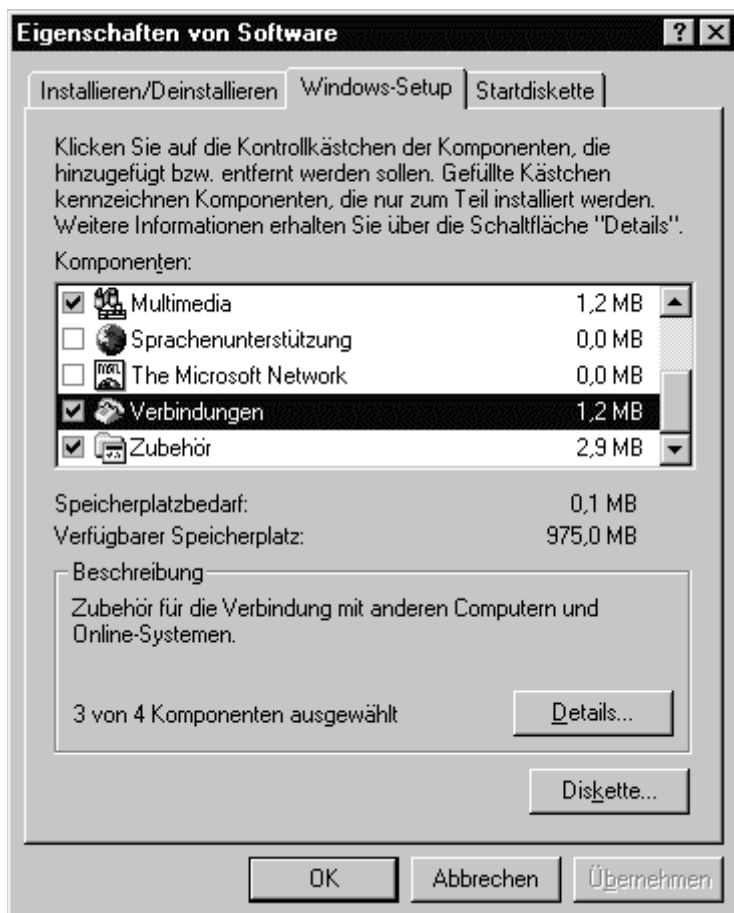 Eigenschaften von Software
Installieren/Deinstallieren Windows-Setup Startdiskette
Klicken Sie auf die Kontrollkästchen der Komponenten, die
hinzugefügt bzw. entfernt werden sollen. Gefüllte Kästchen
kennzeichnen Komponenten, die nur zum Teil installiert werden.
Weitere Informationen erhalten Sie über die Schaltfläche "Details".
Komponenten:
Multimedia 1,2 MB
Sprachenunterstützung 0,0 MB
msn. The Microsoft Network 0,0 MB
Verbindungen 1,2 MB
Zubehör 2,9 MB
Speicherplatzbedarf: 0,1 MB
Verfügbarer Speicherplatz: 975,0 MB
Beschreibung
Zubehör für die Verbindung mit anderen Computern und
Online-Systemen.
3 von 4 Komponenten ausgewählt Details...
Diskette...
OK Abbrechen Übernehmen